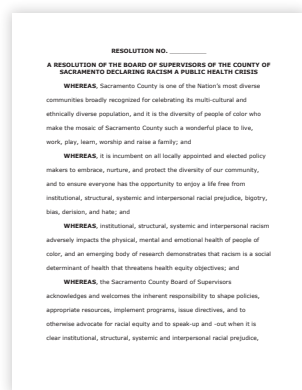 RESOLUTION NO. __________
A RESOLUTION OF THE BOARD OF SUPERVISORS OF THE COUNTY OF
SACRAMENTO DECLARING RACISM A PUBLIC HEALTH CRISIS
WHEREAS, Sacramento County is one of the Nation's most diverse
communities broadly recognized for celebrating its multi-cultural and
ethnically diverse population, and it is the diversity of people of color who
make the mosaic of Sacramento County such a wonderful place to live,
work, play, learn, worship and raise a family; and
WHEREAS, it is incumbent on all locally appointed and elected policy
makers to embrace, nurture, and protect the diversity of our community,
and to ensure everyone has the opportunity to enjoy a life free from
institutional, structural, systemic and interpersonal racial prejudice, bigotry,
bias, derision, and hate; and
WHEREAS, institutional, structural, systemic and interpersonal racism
adversely impacts the physical, mental and emotional health of people of
color, and an emerging body of research demonstrates that racism is a social
determinant of health that threatens health equity objectives; and
WHEREAS, the Sacramento County Board of Supervisors
acknowledges and welcomes the inherent responsibility to shape policies,
appropriate resources, implement programs, issue directives, and to
otherwise advocate for racial equity and to speak-up and -out when it is
clear institutional, structural, systemic and interpersonal racial prejudice,